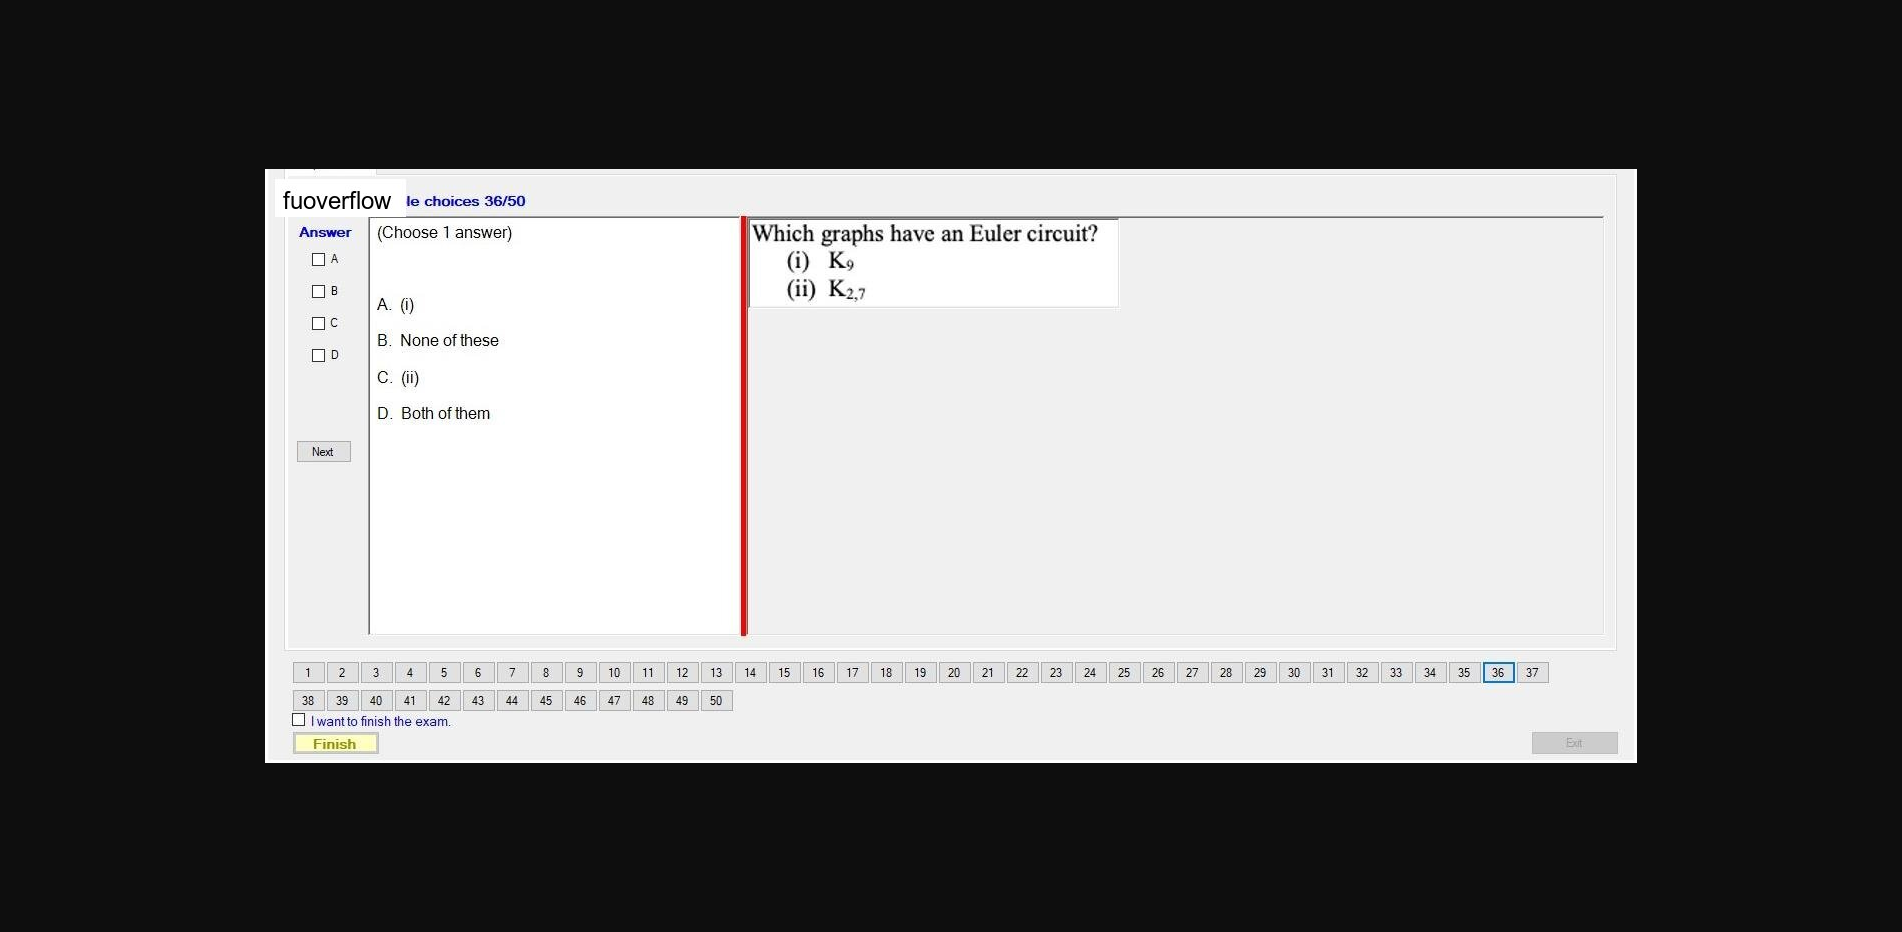 fuoverflow le choices 36/50
Answer
A
B
C
D
Next
(Choose 1 answer)
A. (i)
B. None of these
C. (ii)
D. Both of them
Which graphs have an Euler circuit?
(i) K9
(ii) K2,7
1 2 3 4 5 6 7 8 9 10 11 12 13 14 15 16 17 18 19 20 21 22 23 24 25 26 27 28 29 30 31 32 33 34 35 36 37
38 39 40 41 42 43 44 45 46 47 48 49 50
I want to finish the exam.
Finish
Exit